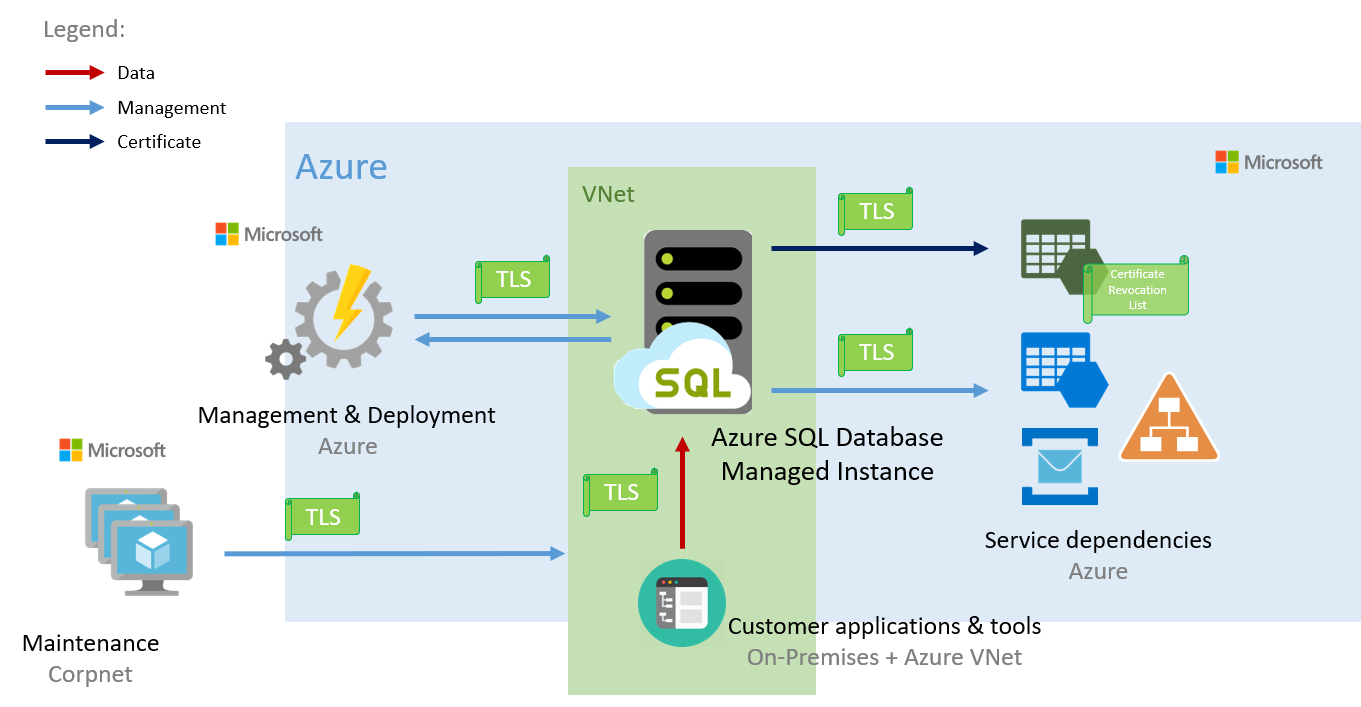 Legend:
Data
Management
Certificate
Azure
Microsoft
VNet
TLS
Microsoft
TLS
Certificate
Revocation
List
TLS
SQL
Management & Deployment
Azure
Azure SQL Database
Managed Instance
Microsoft
TLS
TLS
Service dependencies
Azure
Customer applications & tools
On-Premises + Azure VNet
Maintenance
Corpnet